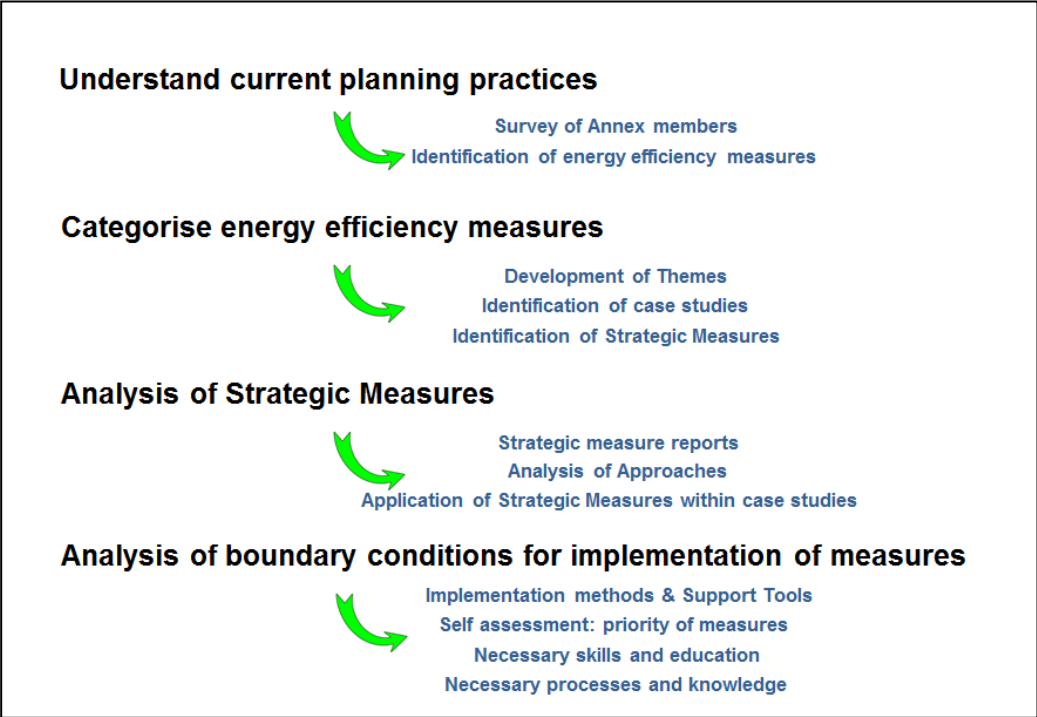 Understand current planning practices
Survey of Annex members
Identification of energy efficiency measures
Categorise energy efficiency measures
Development of Themes
Identification of case studies
Identification of Strategic Measures
Analysis of Strategic Measures
Strategic measure reports
Analysis of Approaches
Application of Strategic Measures within case studies
Analysis of boundary conditions for implementation of measures
Implementation methods & Support Tools
Self assessment: priority of measures
Necessary skills and education
Necessary processes and knowledge